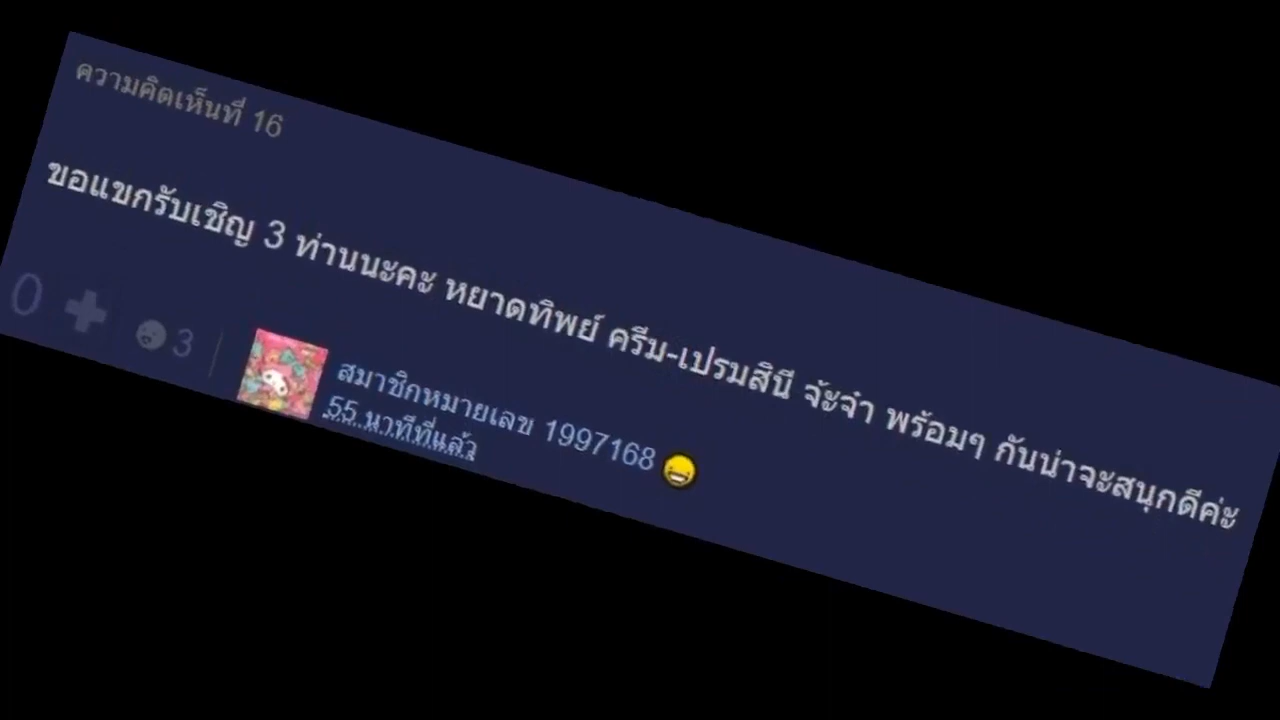 ความคิดเห็นที่ 16
ขอแขกรับเชิญ 3 ท่านนะคะ หยาดทิพย์ ครีม-เปรมสินี จ้ะจ๋า พร้อมๆ กันน่าจะสนุกดีค่ะ
0 3
สมาชิกหมายเลข 1997168
55 นาทีที่แล้ว